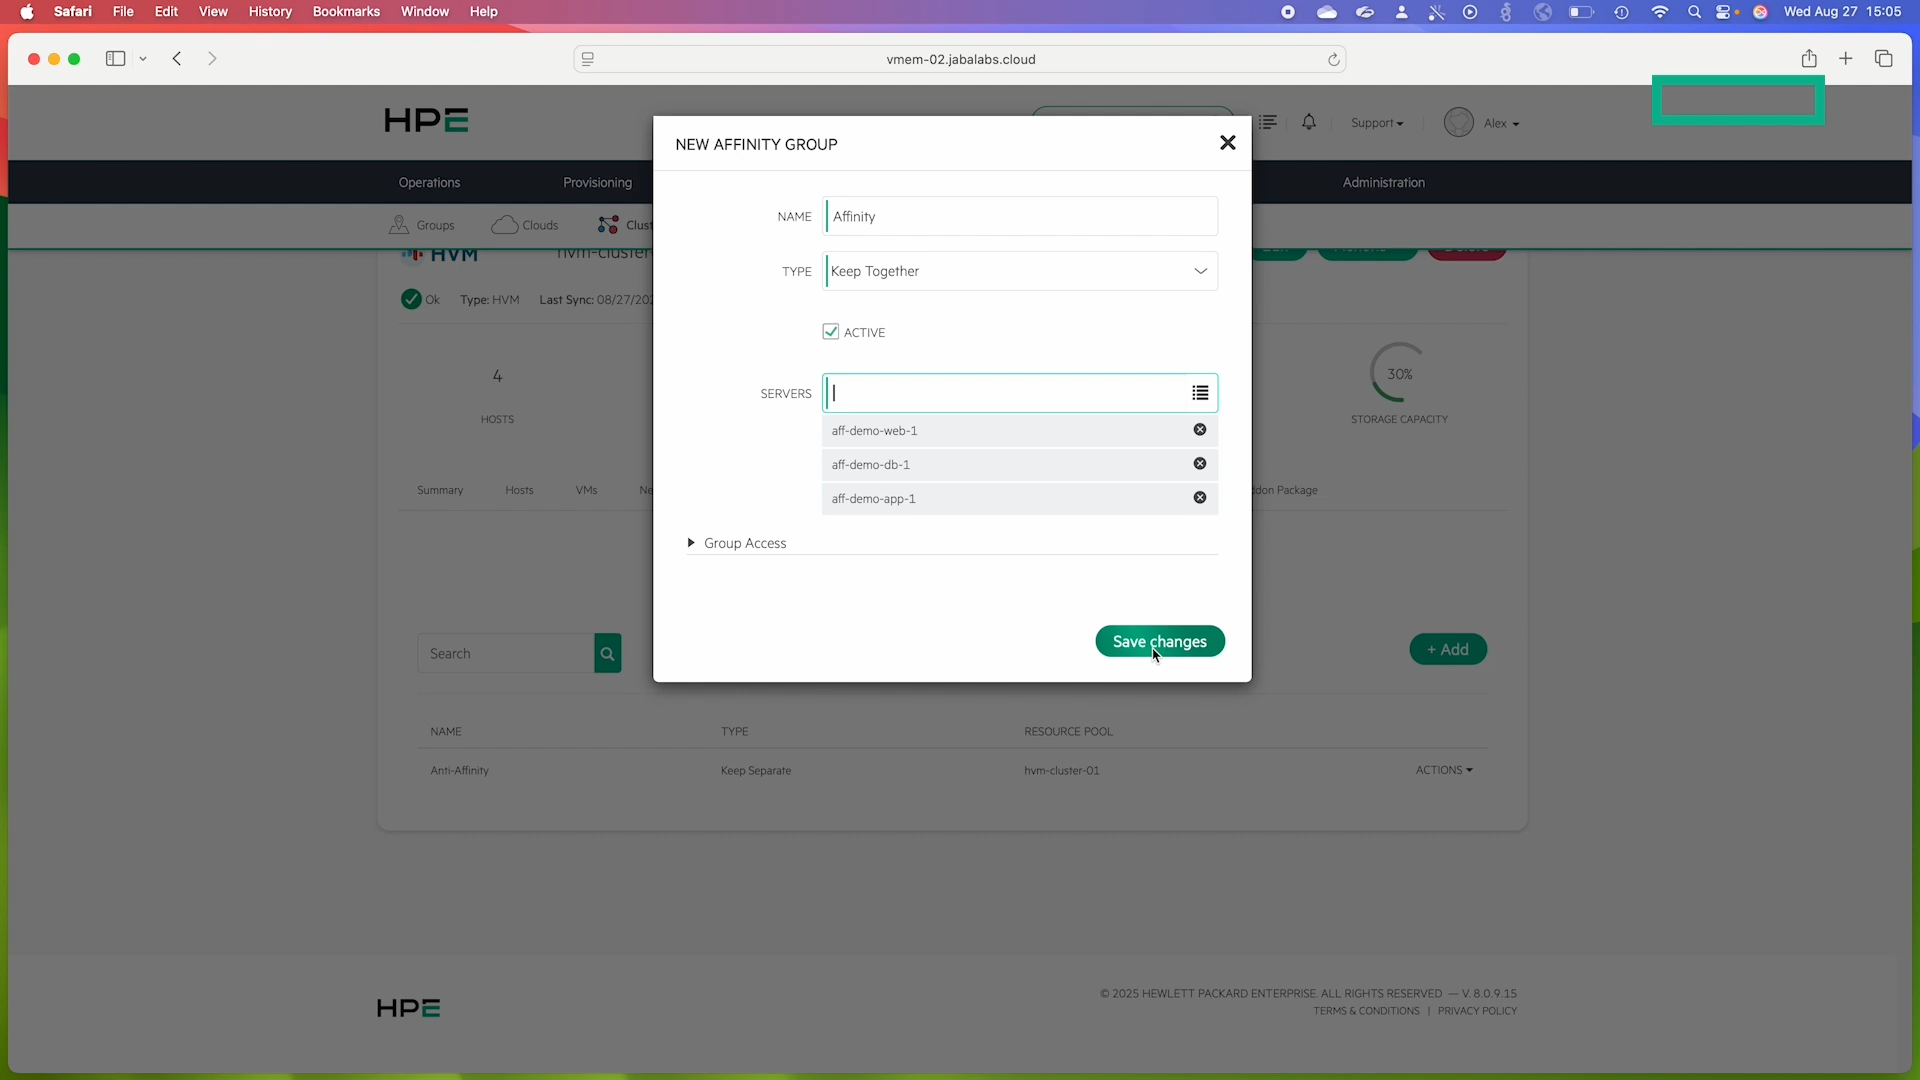 Safari File Edit View History Bookmarks Window Help Wed Aug 27 15:05
vmem-02.jabalabs.cloud
HPE
Support
Alex
Operations
Provisioning
Administration
Groups
Clouds
Clust
HVM
hvm-cluster-
Ok Type: HVM Last Sync: 08/27/202
4
HOSTS
30%
STORAGE CAPACITY
Summary Hosts VMs Ne
ddon Package
NEW AFFINITY GROUP
NAME Affinity
TYPE Keep Together
ACTIVE
SERVERS
aff-demo-web-1
aff-demo-db-1
aff-demo-app-1
Group Access
Save changes
Search
+ Add
NAME TYPE RESOURCE POOL
Anti-Affinity Keep Separate hvm-cluster-01 ACTIONS
HPE
© 2025 HEWLETT PACKARD ENTERPRISE. ALL RIGHTS RESERVED — V. 8.0.9.15
TERMS & CONDITIONS | PRIVACY POLICY